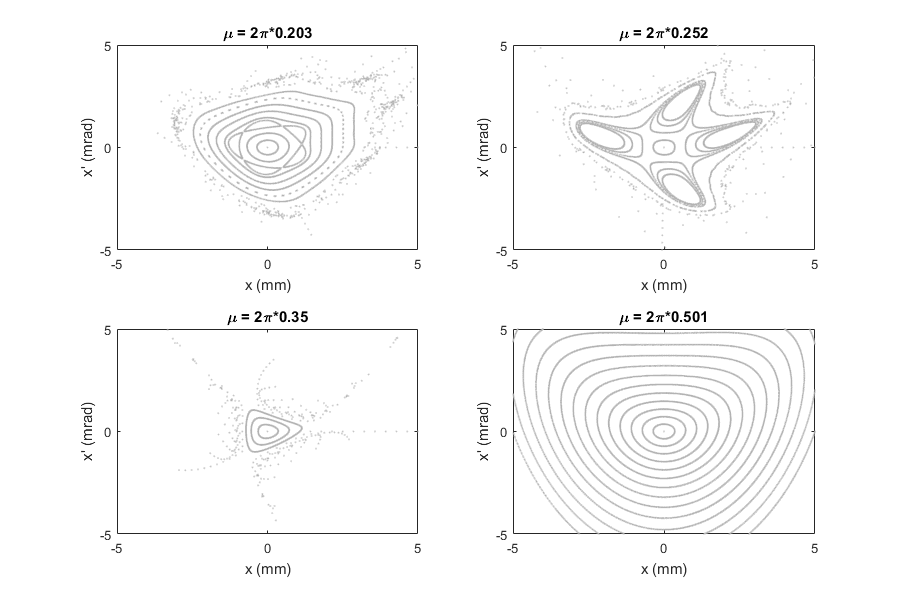 μ = 2π*0.203
5
0
-5
-5 0 5
x (mm)
x' (mrad)
μ = 2π*0.252
5
0
-5
-5 0 5
x (mm)
x' (mrad)
μ = 2π*0.35
5
0
-5
-5 0 5
x (mm)
x' (mrad)
μ = 2π*0.501
5
0
-5
-5 0 5
x (mm)
x' (mrad)